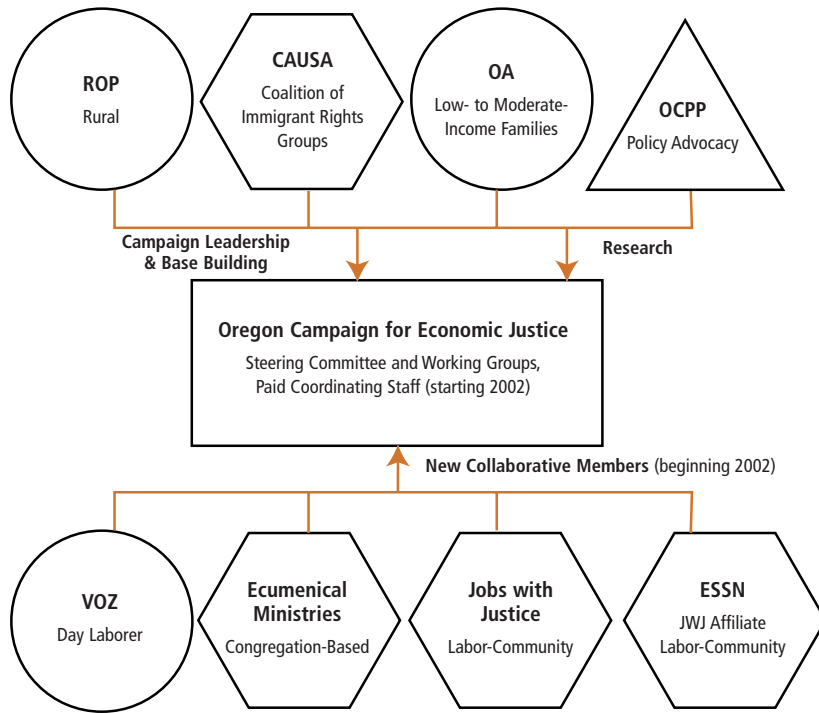 ROP
Rural
CAUSA
Coalition of
Immigrant Rights
Groups
OA
Low- to Moderate-
Income Families
OCPP
Policy Advocacy
Campaign Leadership
& Base Building
Research
Oregon Campaign for Economic Justice
Steering Committee and Working Groups,
Paid Coordinating Staff (starting 2002)
New Collaborative Members (beginning 2002)
VOZ
Day Laborer
Ecumenical
Ministries
Congregation-Based
Jobs with
Justice
Labor-Community
ESSN
JWJ Affiliate
Labor-Community